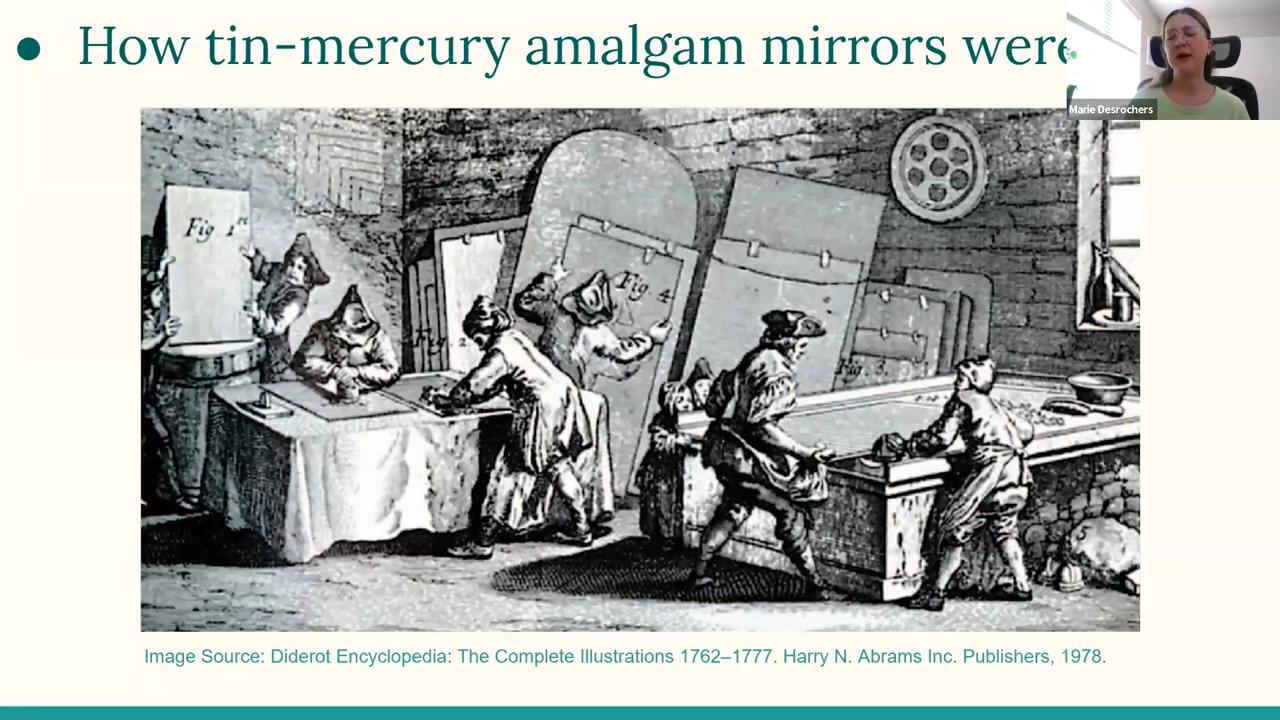 ● How tin-mercury amalgam mirrors were
Marie Desrochers
Fig. 1re
Fig. 4
Fig. 2
Fig. 3.
Image Source: Diderot Encyclopedia: The Complete Illustrations 1762–1777. Harry N. Abrams Inc. Publishers, 1978.